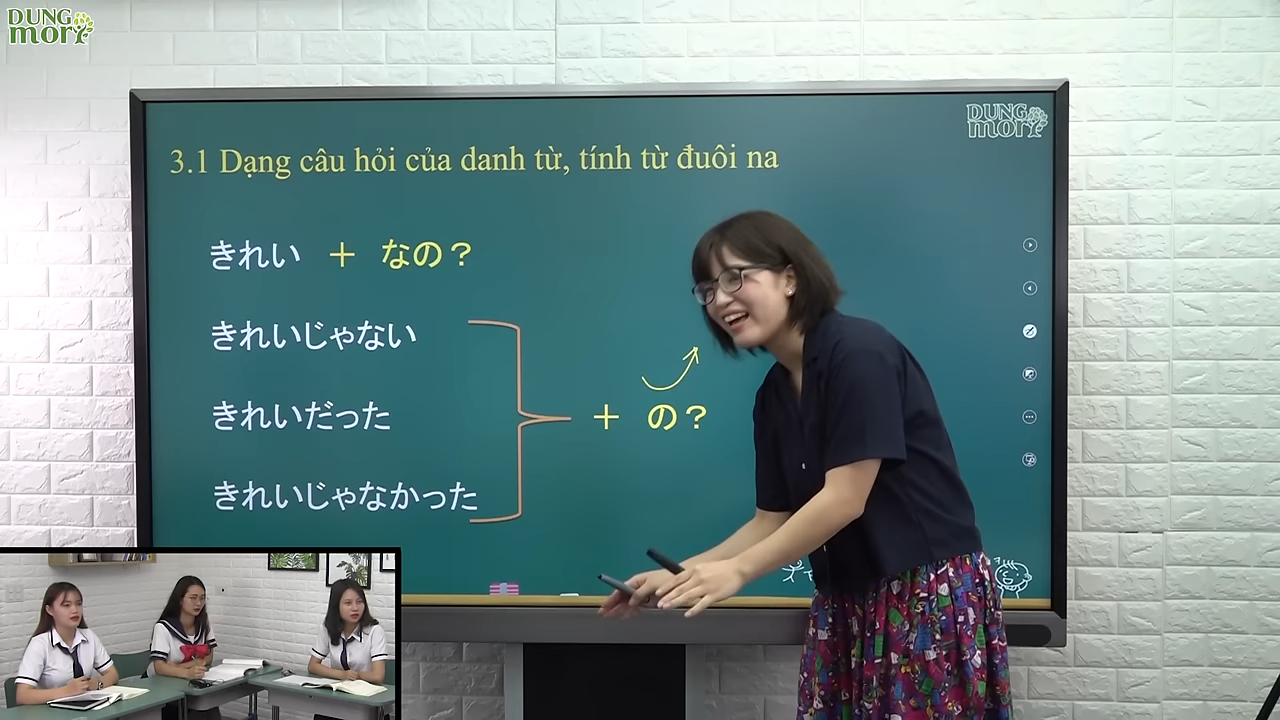 DUNG
mori
DUNG
mori
3.1 Dạng câu hỏi của danh từ, tính từ đuôi na
きれい + なの？
きれいじゃない
きれいだった
+ の？
きれいじゃなかった